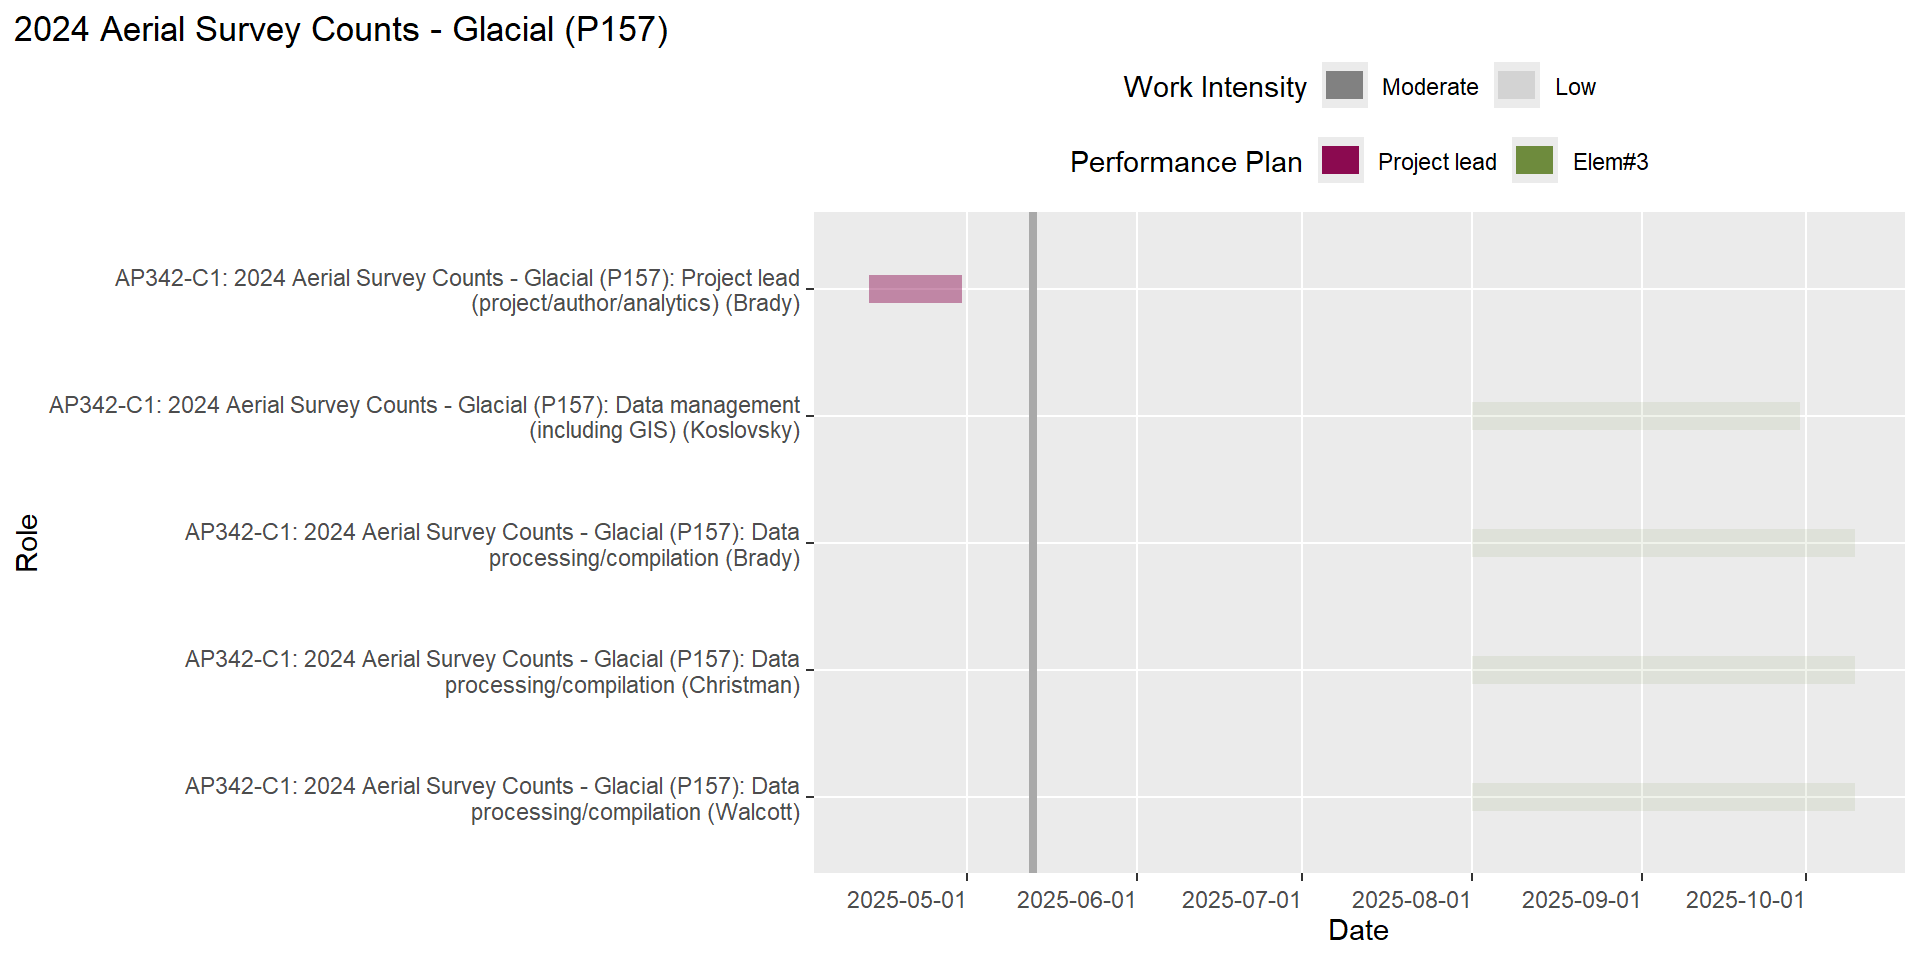 2024 Aerial Survey Counts - Glacial (P157)
Work Intensity Moderate Low
Performance Plan Project lead Elem#3
AP342-C1: 2024 Aerial Survey Counts - Glacial (P157): Project lead
(project/author/analytics) (Brady)
AP342-C1: 2024 Aerial Survey Counts - Glacial (P157): Data management
(including GIS) (Koslovsky)
AP342-C1: 2024 Aerial Survey Counts - Glacial (P157): Data
processing/compilation (Brady)
AP342-C1: 2024 Aerial Survey Counts - Glacial (P157): Data
processing/compilation (Christman)
AP342-C1: 2024 Aerial Survey Counts - Glacial (P157): Data
processing/compilation (Walcott)
Role
2025-05-01 2025-06-01 2025-07-01 2025-08-01 2025-09-01 2025-10-01
Date